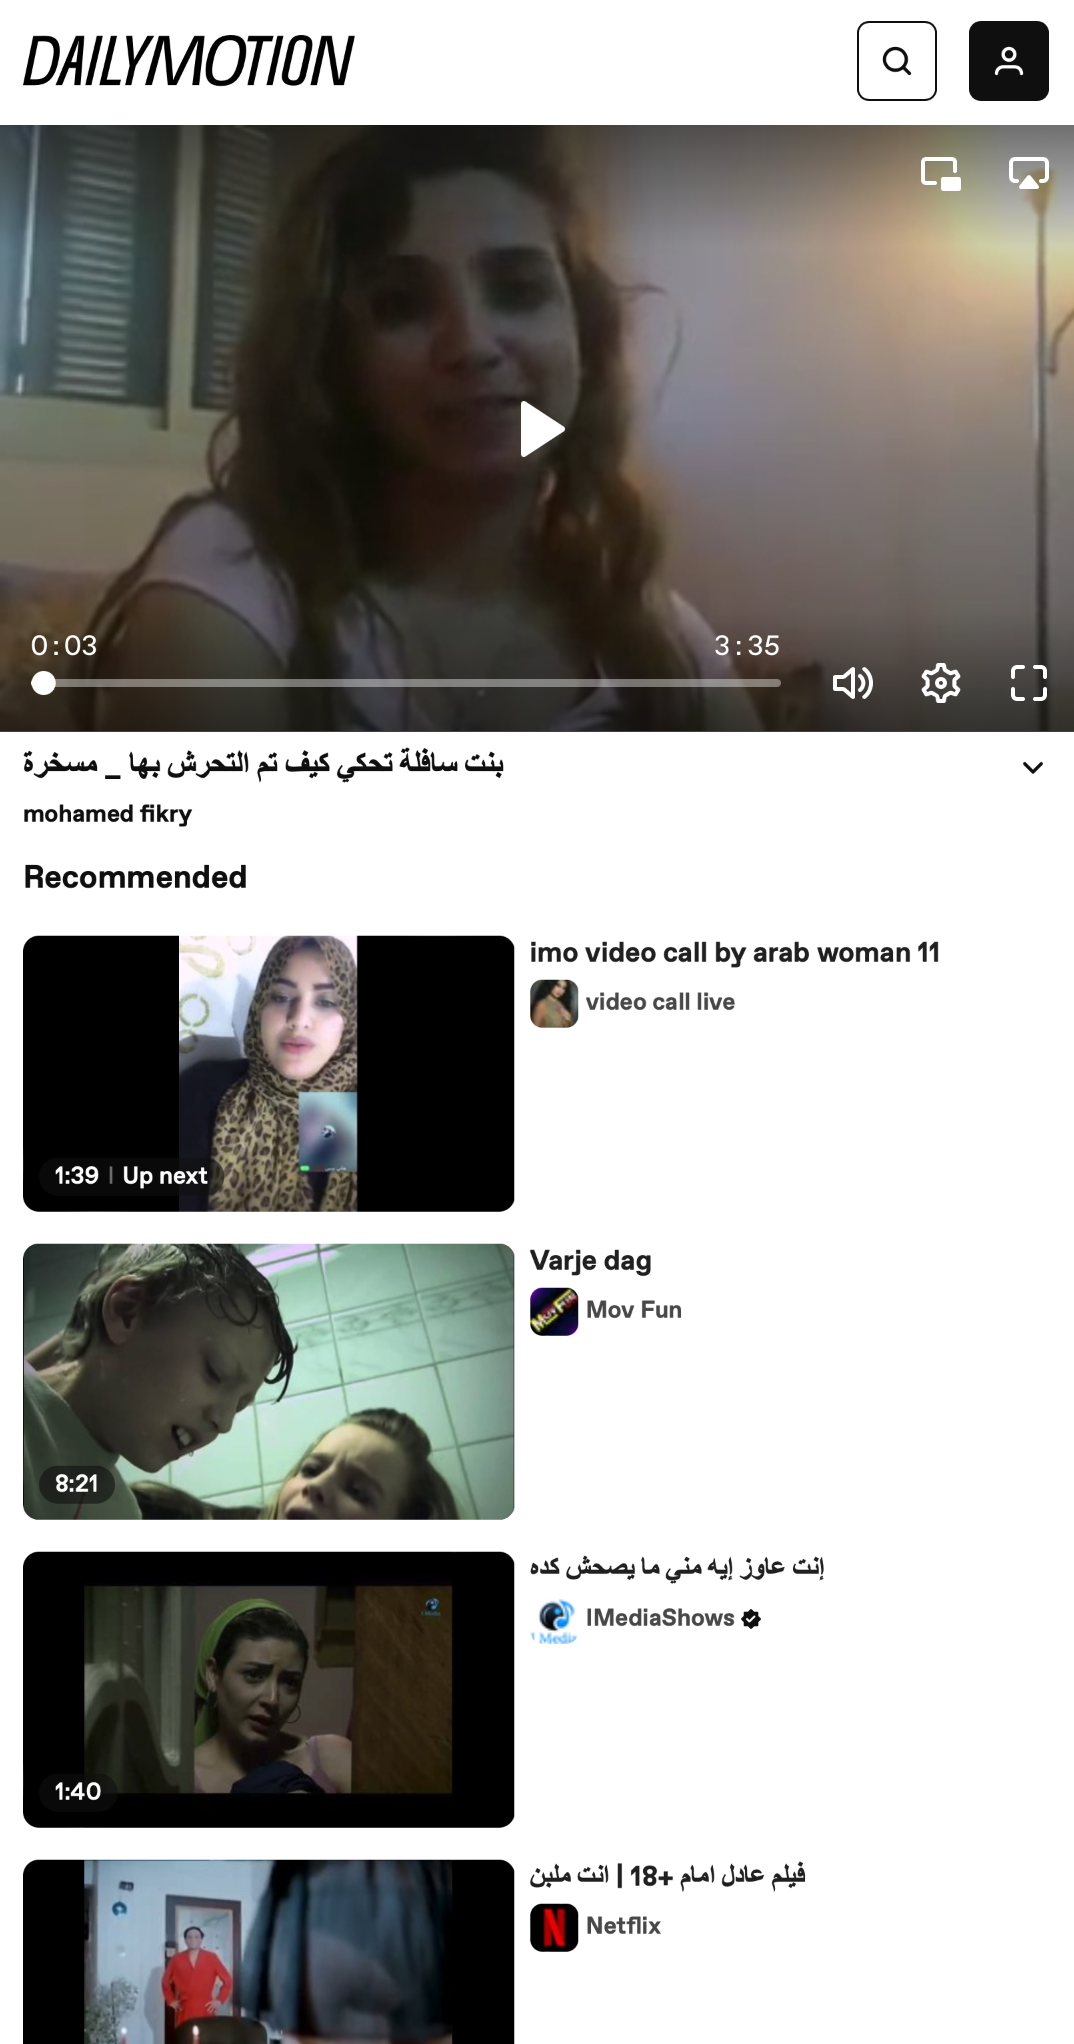 DAILYMOTION
0:03
3:35
بنت سافلة تحكي كيف تم التحرش بها _ مسخرة
mohamed fikry
Recommended
imo video call by arab woman 11
video call live
1:39 | Up next
Varje dag
Mov Fun
8:21
إنت عاوز إيه مني ما يصحش كده
IMediaShows
1:40
فيلم عادل امام +18 | انت ملبن
Netflix